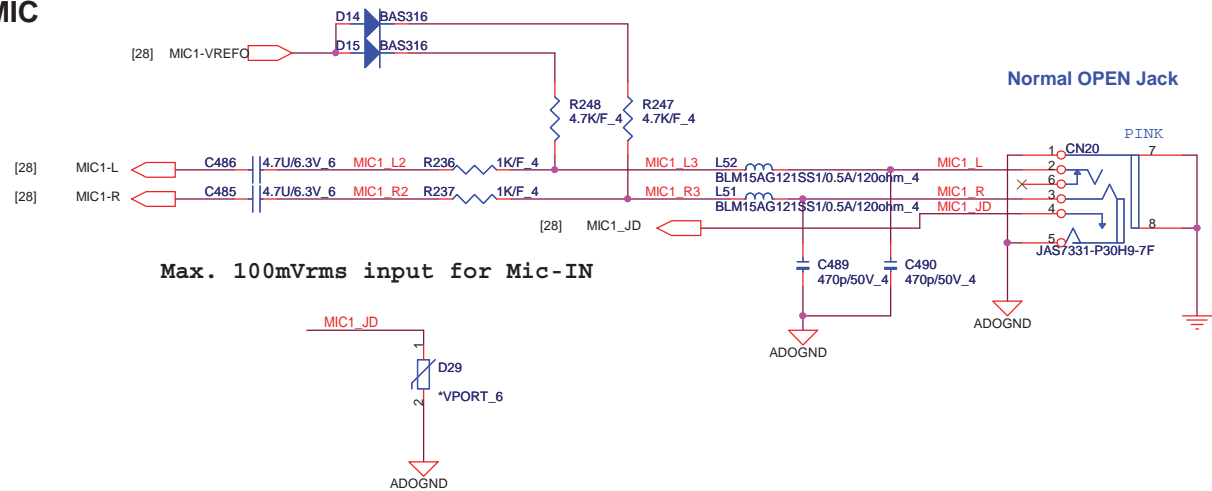 MIC
D14 BAS316
[28] MIC1-VREFO
D15 BAS316
Normal OPEN Jack
R248
4.7K/F_4
R247
4.7K/F_4
PINK
1 CN20 7
[28] MIC1-L C486 4.7U/6.3V_6 MIC1_L2 R236 1K/F_4 MIC1_L3 L52 MIC1_L 2
BLM15AG121SS1/0.5A/120ohm_4
6
[28] MIC1-R C485 4.7U/6.3V_6 MIC1_R2 R237 1K/F_4 MIC1_R3 L51 MIC1_R 3
BLM15AG121SS1/0.5A/120ohm_4 MIC1_JD 4
[28] MIC1_JD
8
5
JAS7331-P30H9-7F
Max. 100mVrms input for Mic-IN
C489
470p/50V_4
C490
470p/50V_4
ADOGND
ADOGND
MIC1_JD
1
D29
*VPORT_6
2
ADOGND